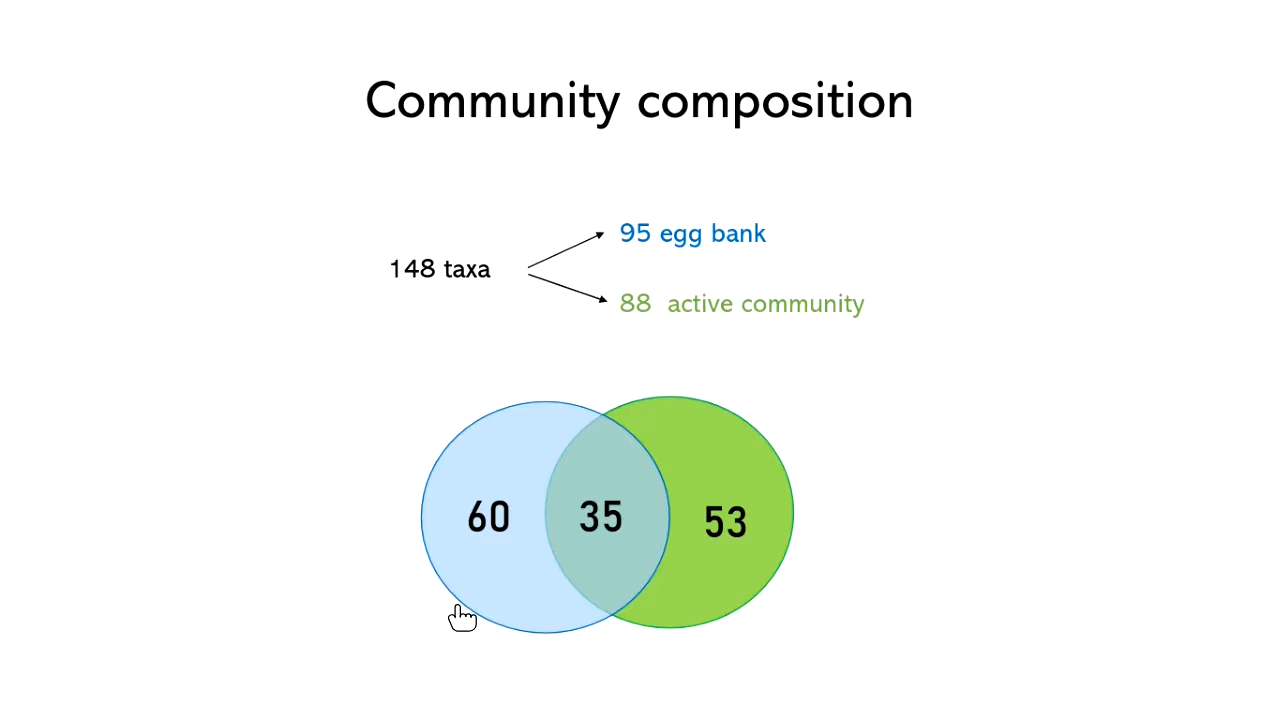 Community composition
95 egg bank
148 taxa
88 active community
60 35 53